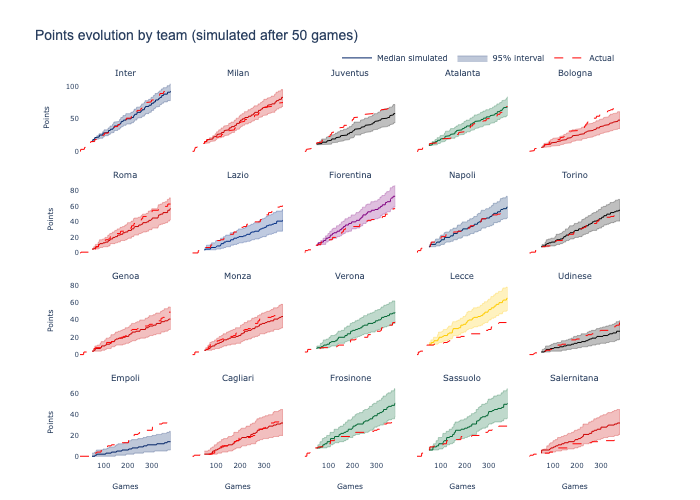 Points evolution by team (simulated after 50 games)
Median simulated 95% interval Actual
Inter Milan Juventus Atalanta Bologna
100
50
0
Points
Roma Lazio Fiorentina Napoli Torino
80
60
40
20
0
Points
Genoa Monza Verona Lecce Udinese
80
60
40
20
0
Points
Empoli Cagliari Frosinone Sassuolo Salernitana
60
40
20
0
Points
100 200 300 100 200 300 100 200 300 100 200 300 100 200 300
Games Games Games Games Games